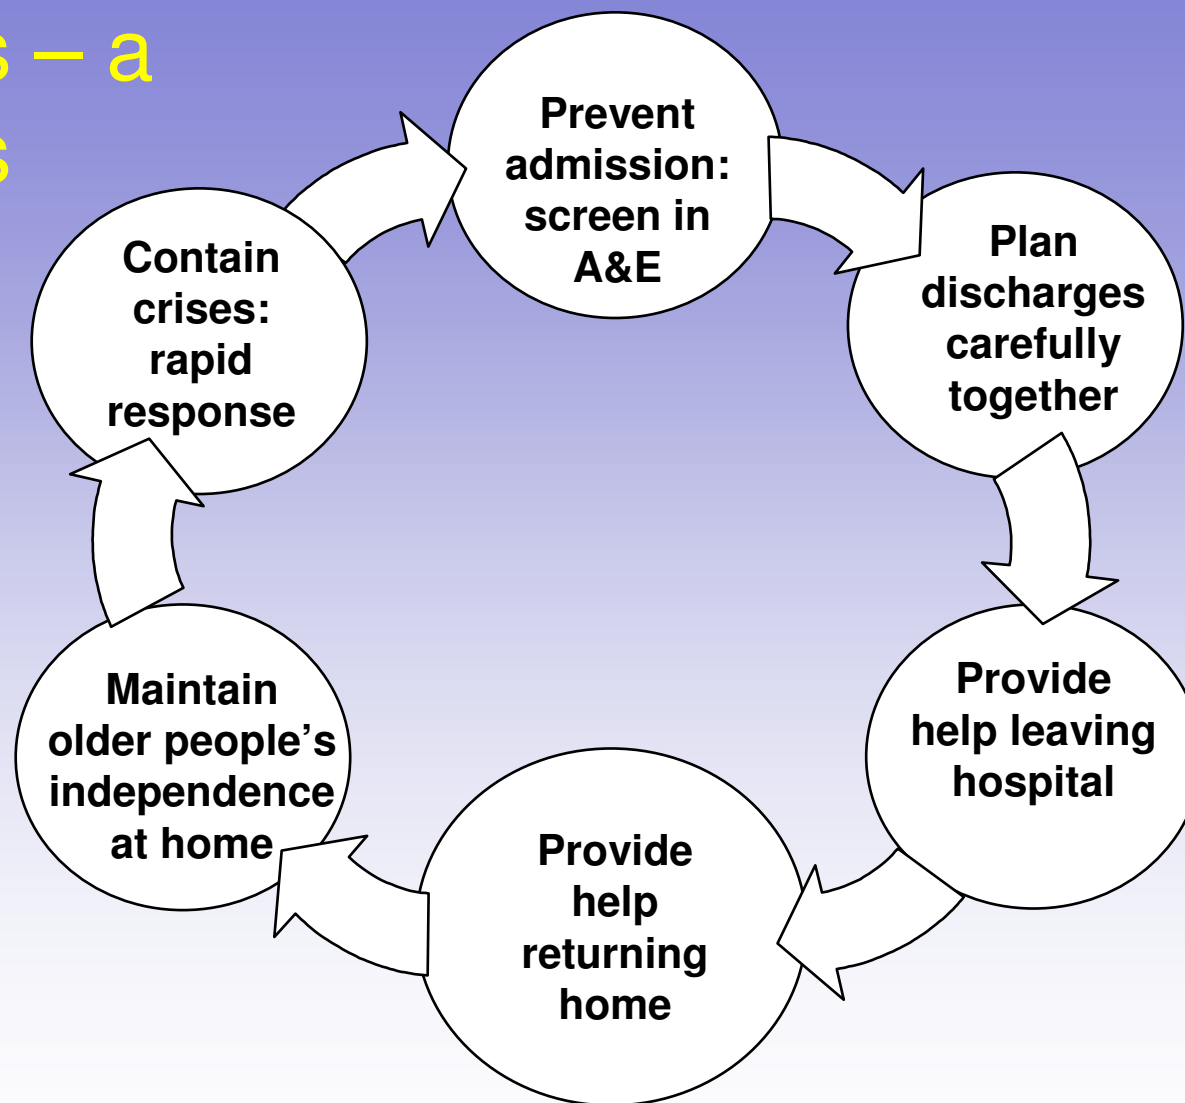 s – a
s
Prevent
admission:
screen in
A&E
Plan
discharges
carefully
together
Provide
help leaving
hospital
Provide
help
returning
home
Maintain
older people’s
independence
at home
Contain
crises:
rapid
response